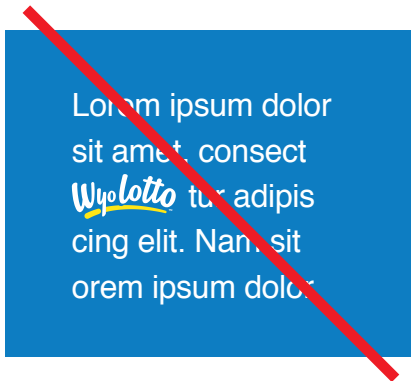 Lorem ipsum dolor
sit amet, consect
WyoLotto tur adipis
cing elit. Nam sit
orem ipsum dolor